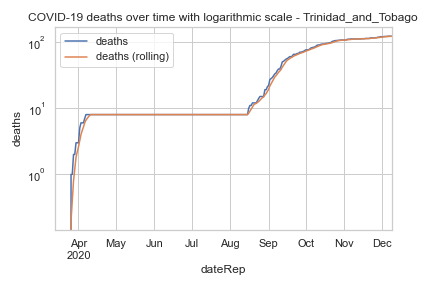 COVID-19 deaths over time with logarithmic scale - Trinidad_and_Tobago
deaths
deaths (rolling)
10²
10¹
10⁰
deaths
Apr May Jun Jul Aug Sep Oct Nov Dec
2020
dateRep